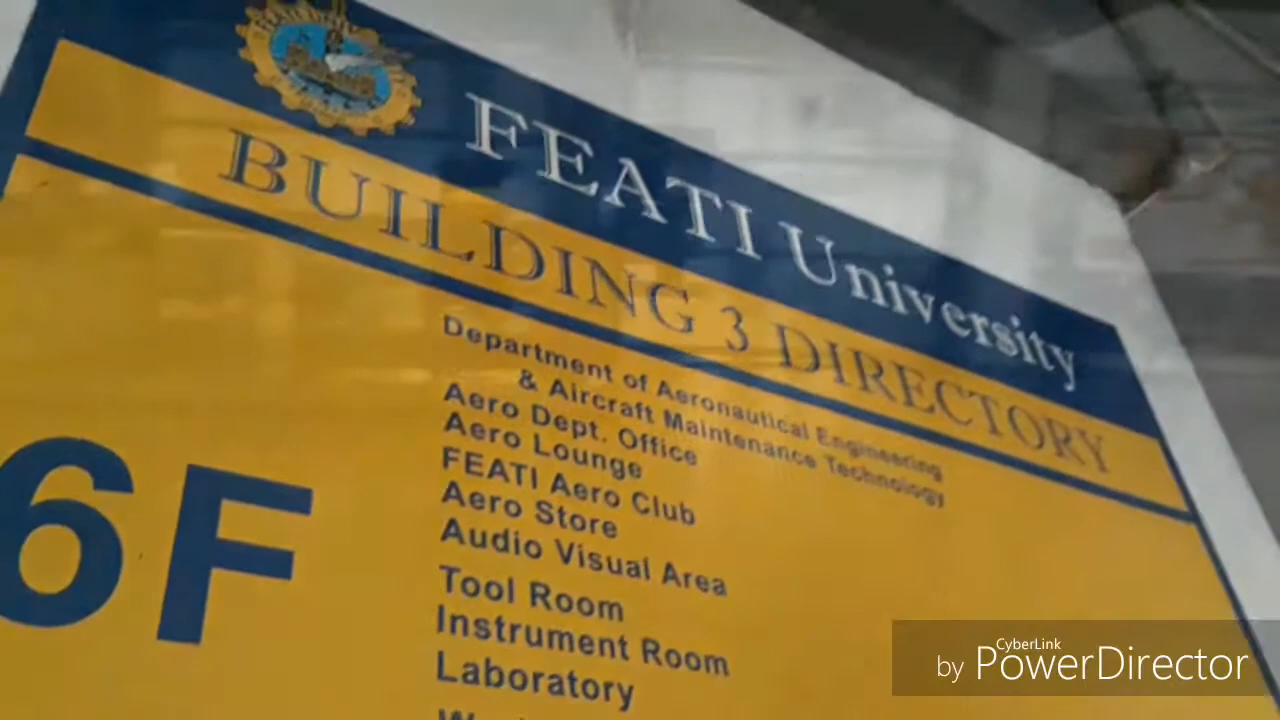 FEATI University
BUILDING 3 DIRECTORY
6F
Department of Aeronautical Engineering
& Aircraft Maintenance Technology
Aero Dept. Office
Aero Lounge
FEATI Aero Club
Aero Store
Audio Visual Area
Tool Room
Instrument Room
Laboratory
CyberLink
by PowerDirector